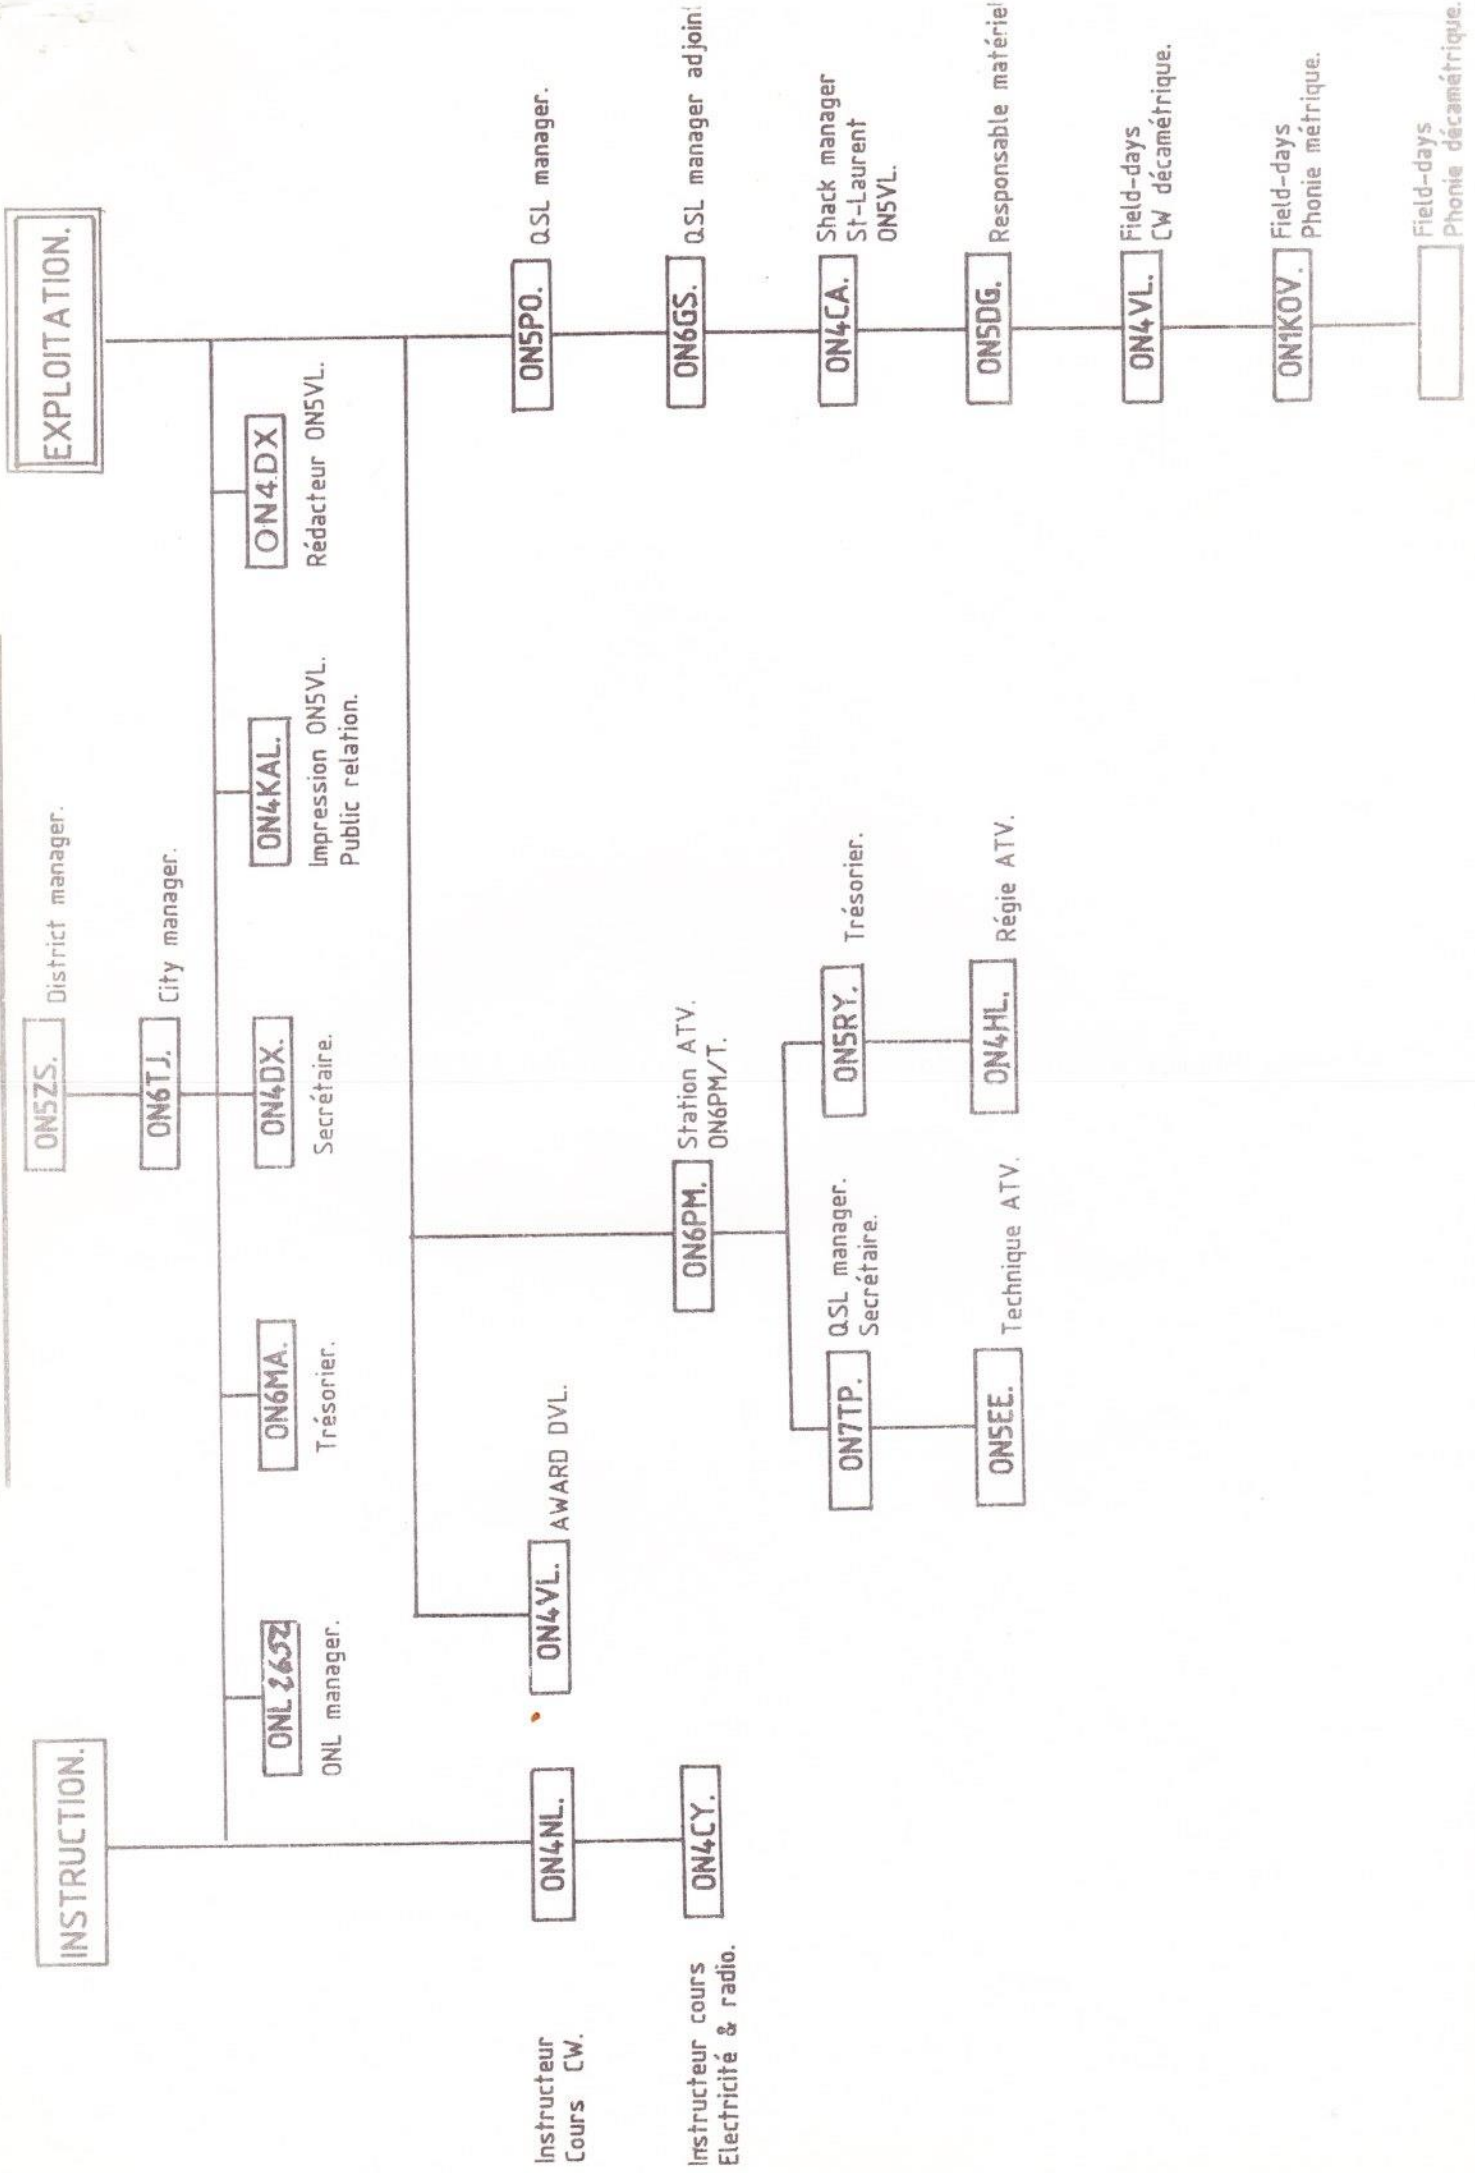 ON5ZS. District manager.
INSTRUCTION.
EXPLOITATION.
ON6TJ. City manager.
ONL 2652
ONL manager.
ON6MA.
Trésorier.
ON4DX.
Secrétaire.
ON4KAL.
Impression ON5VL.
Public relation.
ON4DX
Rédacteur ON5VL.
Instructeur
Cours CW.
ON4NL.
ON4VL. AWARD DVL.
ON5PO. QSL manager.
Instructeur cours
Electricité & radio.
ON4CY.
ON6PM. Station ATV.
ON6PM/T.
ON6GS. QSL manager adjoint
ON7TP. QSL manager.
Secrétaire.
ON5RY. Trésorier.
ON4CA. Shack manager
St-Laurent
ON5VL.
ON5EE. Technique ATV.
ON4HL. Régie ATV.
ON5DG. Responsable matériel
ON4VL. Field-days
CW décamétrique.
ON1KOV. Field-days
Phonie métrique.
Field-days
Phonie décamétrique.